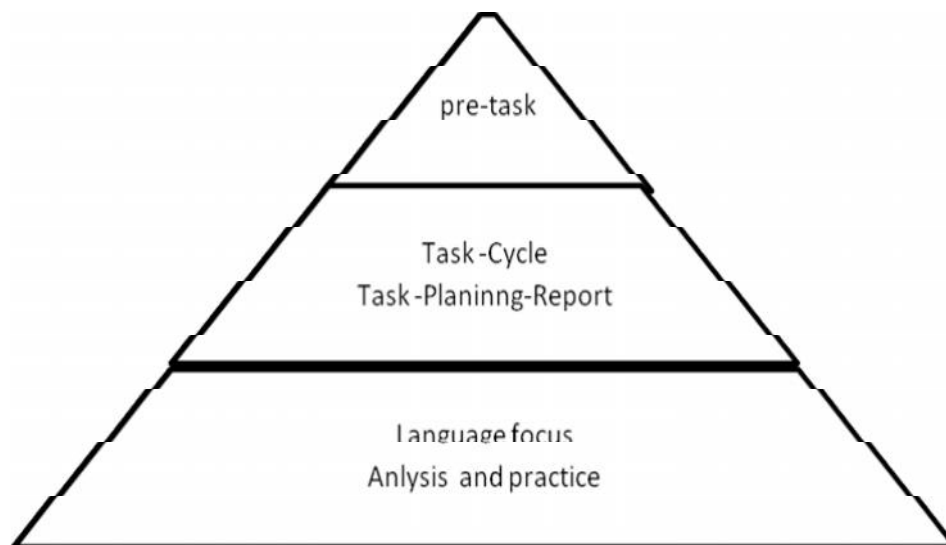 pre-task
Task-Cycle
Task-Planinng-Report
Language focus
Anlysis and practice